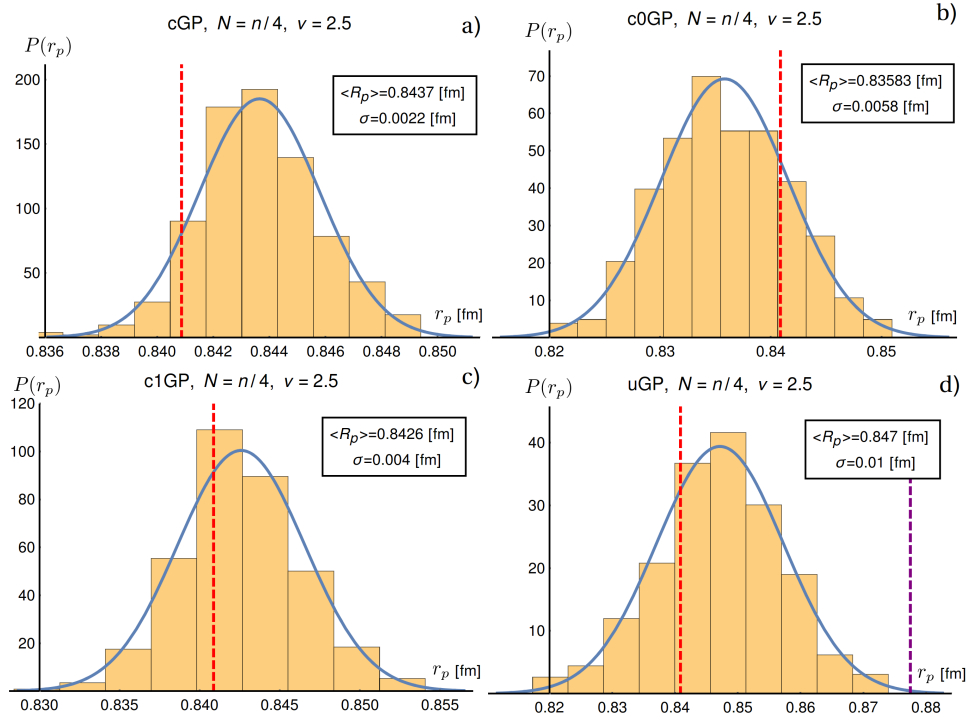 cGP, N = n/4, ν = 2.5
a)
P(r_p)
<R_p>=0.8437 [fm]
σ=0.0022 [fm]
200
150
100
50
r_p [fm]
0.836 0.838 0.840 0.842 0.844 0.846 0.848 0.850
c0GP, N = n/4, ν = 2.5
b)
P(r_p)
<R_p>=0.83583 [fm]
σ=0.0058 [fm]
70
60
50
40
30
20
10
r_p [fm]
0.82 0.83 0.84 0.85
c1GP, N = n/4, ν = 2.5
c)
P(r_p)
<R_p>=0.8426 [fm]
σ=0.004 [fm]
120
100
80
60
40
20
r_p [fm]
0.830 0.835 0.840 0.845 0.850 0.855
uGP, N = n/4, ν = 2.5
d)
P(r_p)
<R_p>=0.847 [fm]
σ=0.01 [fm]
40
30
20
10
r_p [fm]
0.82 0.83 0.84 0.85 0.86 0.87 0.88